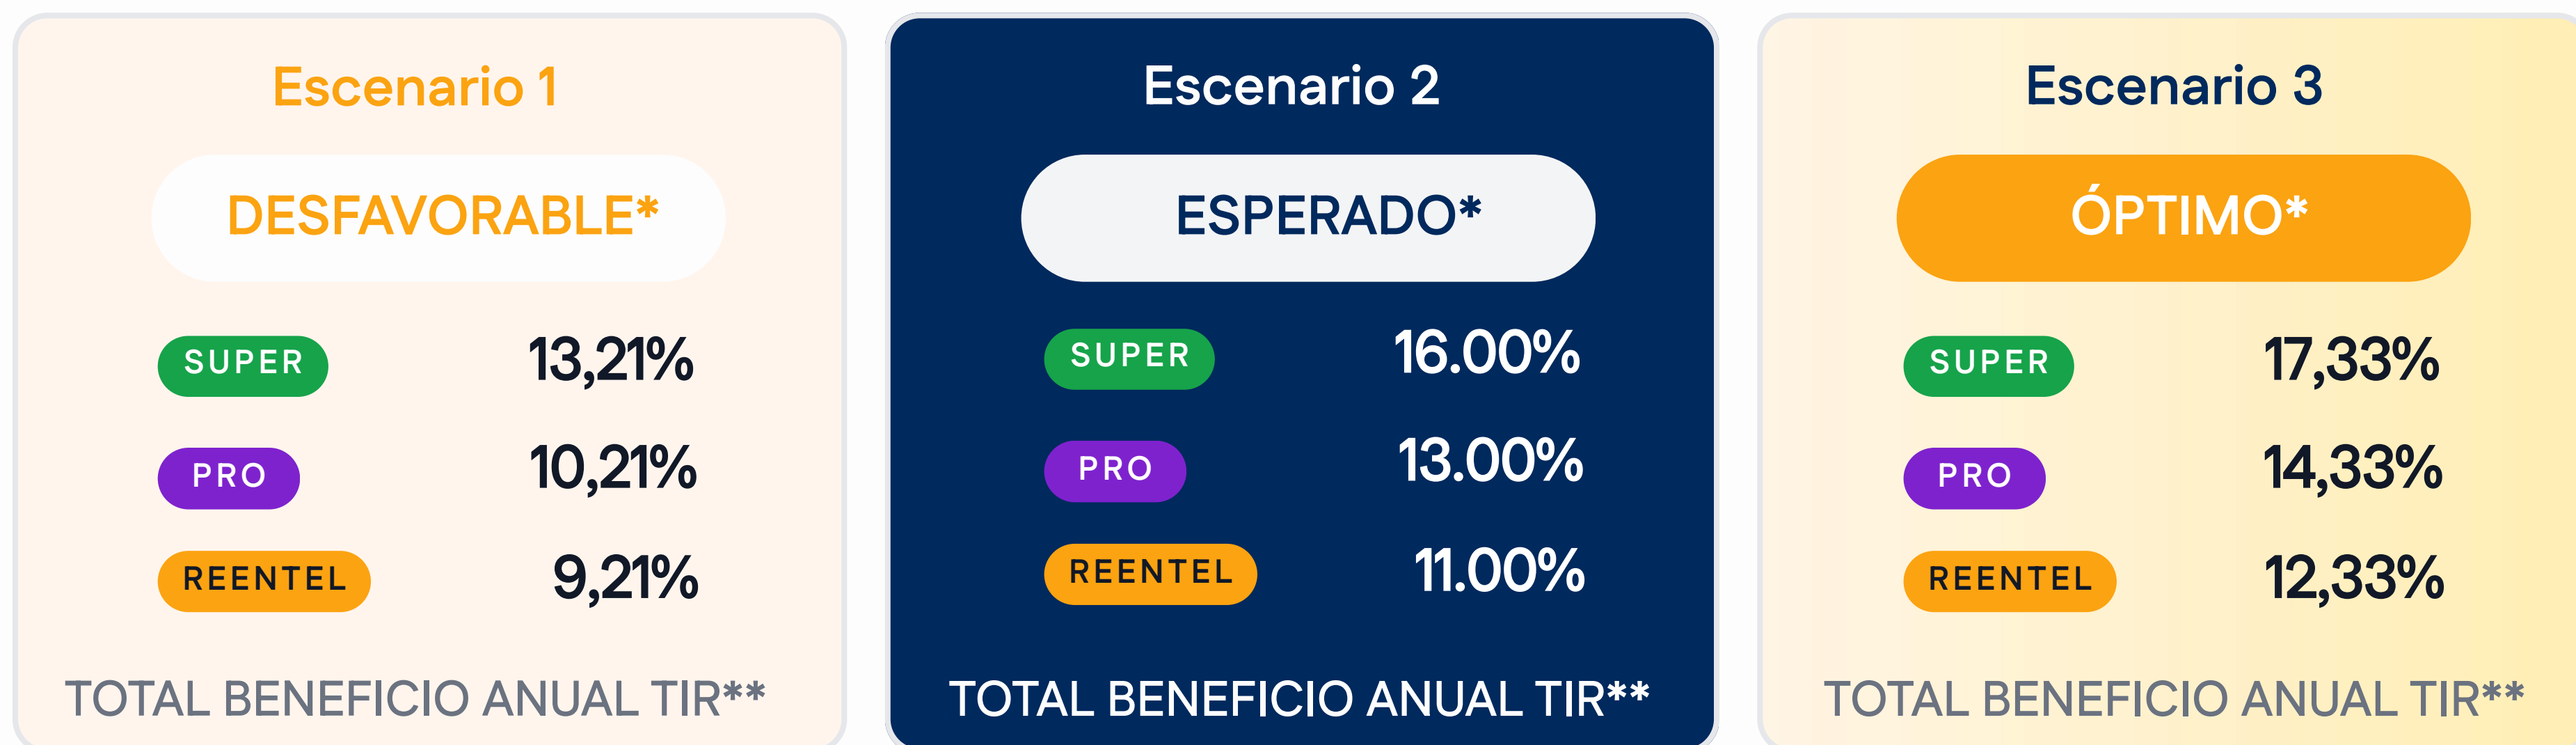 Escenario 1
DESFAVORABLE*
SUPER 13,21%
PRO 10,21%
REENTEL 9,21%
TOTAL BENEFICIO ANUAL TIR**
Escenario 2
ESPERADO*
SUPER 16.00%
PRO 13.00%
REENTEL 11.00%
TOTAL BENEFICIO ANUAL TIR**
Escenario 3
ÓPTIMO*
SUPER 17,33%
PRO 14,33%
REENTEL 12,33%
TOTAL BENEFICIO ANUAL TIR**